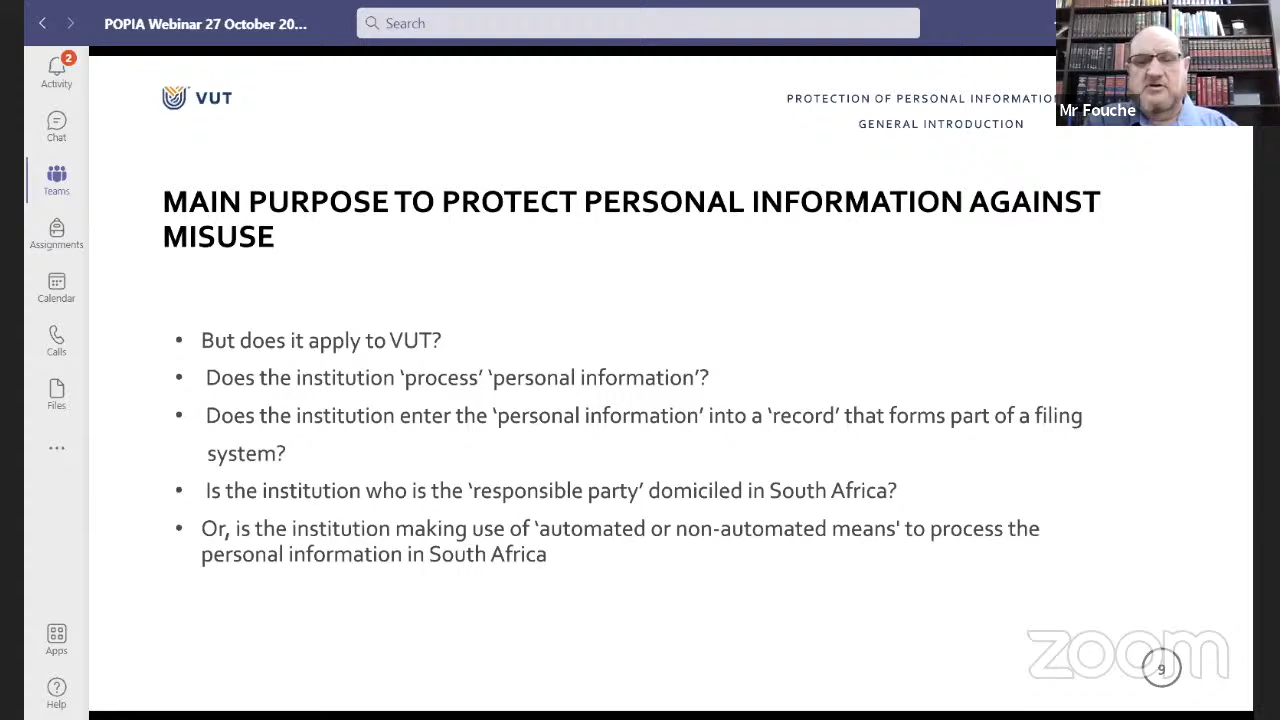 POPIA Webinar 27 October 20...
Search
2
Activity
Chat
Teams
Assignments
Calendar
Calls
Files
Apps
Help
VUT
PROTECTION OF PERSONAL INFORMATIO
GENERAL INTRODUCTION
Mr Fouche
MAIN PURPOSE TO PROTECT PERSONAL INFORMATION AGAINST
MISUSE
• But does it apply to VUT?
• Does the institution ‘process’ ‘personal information’?
• Does the institution enter the ‘personal information’ into a ‘record’ that forms part of a filing
system?
• Is the institution who is the ‘responsible party’ domiciled in South Africa?
• Or, is the institution making use of ‘automated or non-automated means' to process the
personal information in South Africa
zoom
9